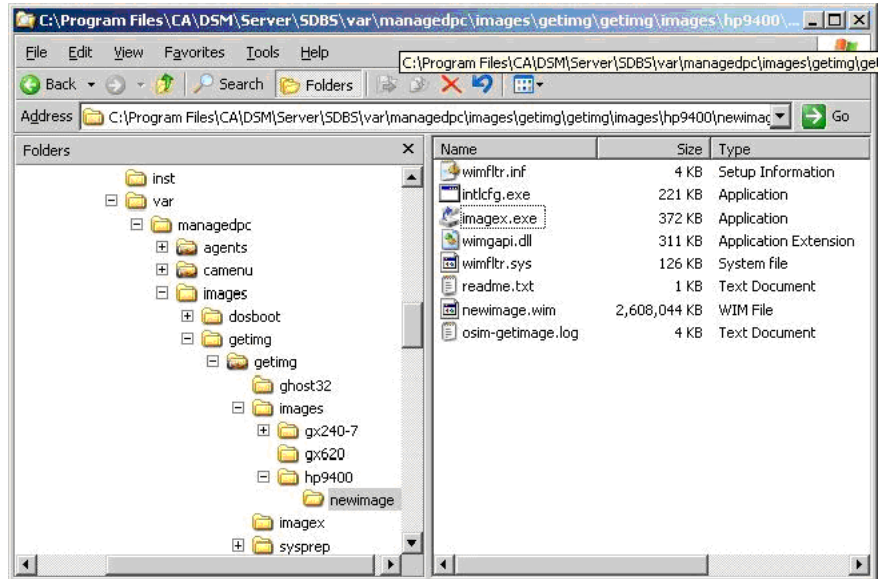 C:\Program Files\CA\DSM\Server\SDBS\var\managedpc\images\getimg\getimg\images\hp9400\...
File Edit View Favorites Tools Help
C:\Program Files\CA\DSM\Server\SDBS\var\managedpc\images\getimg\ge
Back Search Folders
Address C:\Program Files\CA\DSM\Server\SDBS\var\managedpc\images\getimg\getimg\images\hp9400\newimag Go
Folders
inst
var
managedpc
agents
camenu
images
dosboot
getimg
getimg
ghost32
images
gx240-7
gx620
hp9400
newimage
imagex
sysprep
Name Size Type
wimfltr.inf 4 KB Setup Information
intlcfg.exe 221 KB Application
imagex.exe 372 KB Application
wimgapi.dll 311 KB Application Extension
wimfltr.sys 126 KB System file
readme.txt 1 KB Text Document
newimage.wim 2,608,044 KB WIM File
osim-getimage.log 4 KB Text Document